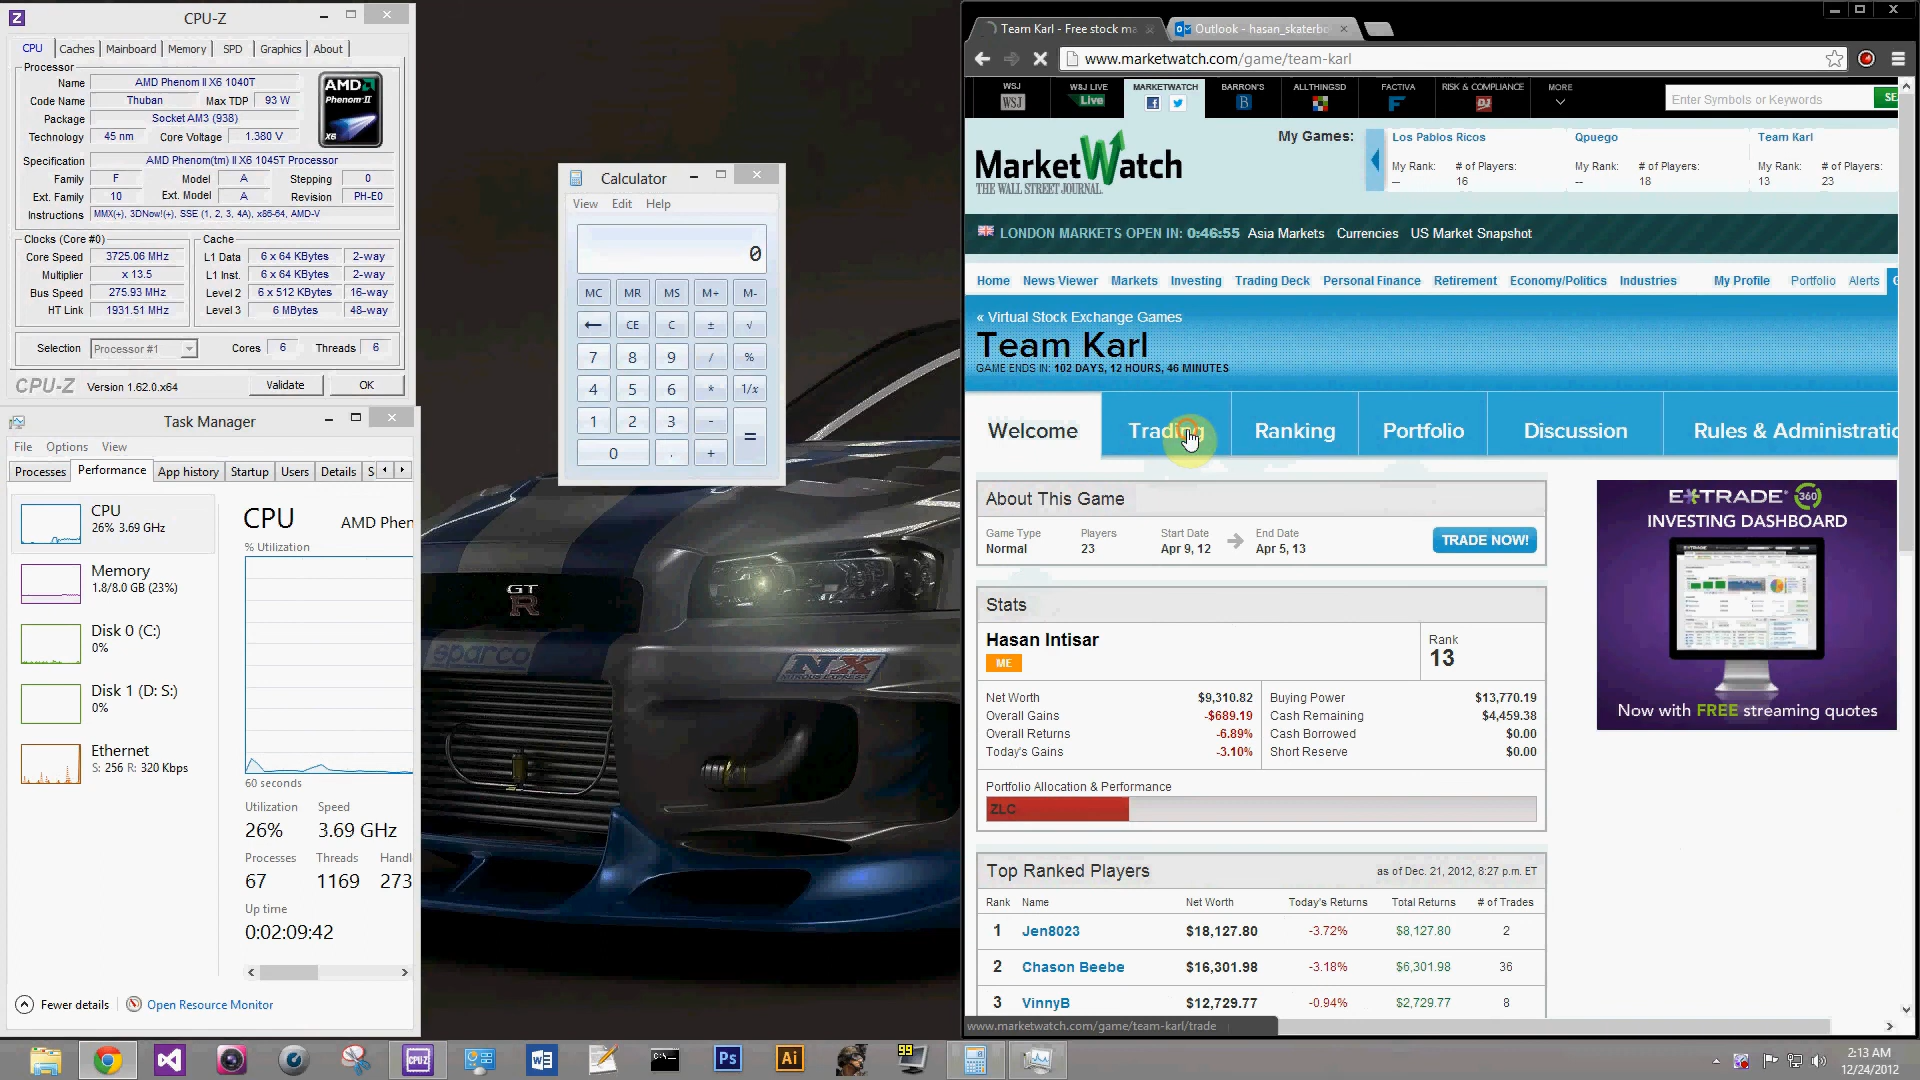 CPU-Z
CPU Caches Mainboard Memory SPD Graphics About
Processor
Name AMD Phenom II X6 1040T
Code Name Thuban Max TDP 93 W
Package Socket AM3 (938)
Technology 45 nm Core Voltage 1.380 V
AMD Phenom II X6
Specification AMD Phenom(tm) II X6 1045T Processor
Family F Model A Stepping 0
Ext. Family 10 Ext. Model A Revision PH-E0
Instructions MMX(+), 3DNow!(+), SSE (1, 2, 3, 4A), x86-64, AMD-V
Clocks (Core #0) Cache
Core Speed 3725.06 MHz L1 Data 6 x 64 KBytes 2-way
Multiplier x 13.5 L1 Inst. 6 x 64 KBytes 2-way
Bus Speed 275.93 MHz Level 2 6 x 512 KBytes 16-way
HT Link 1931.51 MHz Level 3 6 MBytes 48-way
Selection Processor #1 Cores 6 Threads 6
CPU-Z Version 1.62.0.x64 Validate OK
Task Manager
File Options View
Processes Performance App history Startup Users Details S
CPU
26% 3.69 GHz
Memory
1.8/8.0 GB (23%)
Disk 0 (C:)
0%
Disk 1 (D: S:)
0%
Ethernet
S: 256 R: 320 Kbps
CPU AMD Phen
% Utilization
60 seconds
Utilization Speed
26% 3.69 GHz
Processes Threads Handl
67 1169 273
Up time
0:02:09:42
Fewer details Open Resource Monitor
Calculator
View Edit Help
0
MC MR MS M+ M-
← CE C ± √
7 8 9 / %
4 5 6 * 1/x
1 2 3 - =
0 . +
GT R
sparco
NX
Team Karl - Free stock ma Outlook - hasan_skaterbo
www.marketwatch.com/game/team-karl
WSJ WSJ LIVE MARKETWATCH BARRON'S ALLTHINGSD FACTIVA RISK & COMPLIANCE MORE
WSJ Live B F DJ
Enter Symbols or Keywords SE
MarketWatch
THE WALL STREET JOURNAL.
My Games: Los Pablos Ricos Qpuego Team Karl
My Rank: # of Players: My Rank: # of Players: My Rank: # of Players:
-- 16 -- 18 13 23
LONDON MARKETS OPEN IN: 0:46:55 Asia Markets Currencies US Market Snapshot
Home News Viewer Markets Investing Trading Deck Personal Finance Retirement Economy/Politics Industries My Profile Portfolio Alerts
« Virtual Stock Exchange Games
Team Karl
GAME ENDS IN: 102 DAYS, 12 HOURS, 46 MINUTES
Welcome Trading Ranking Portfolio Discussion Rules & Administratio
About This Game
Game Type Players Start Date End Date
Normal 23 Apr 9, 12 Apr 5, 13 TRADE NOW!
Stats
Hasan Intisar
ME
Rank
13
Net Worth $9,310.82 Buying Power $13,770.19
Overall Gains -$689.19 Cash Remaining $4,459.38
Overall Returns -6.89% Cash Borrowed $0.00
Today's Gains -3.10% Short Reserve $0.00
Portfolio Allocation & Performance
ZLC
Top Ranked Players as of Dec. 21, 2012, 8:27 p.m. ET
Rank Name Net Worth Today's Returns Total Returns # of Trades
1 Jen8023 $18,127.80 -3.72% $8,127.80 2
2 Chason Beebe $16,301.98 -3.18% $6,301.98 36
3 VinnyB $12,729.77 -0.94% $2,729.77 8
www.marketwatch.com/game/team-karl/trade
E*TRADE 360
INVESTING DASHBOARD
Now with FREE streaming quotes
CPU-Z
Ps
Ai
99
2:13 AM
12/24/2012